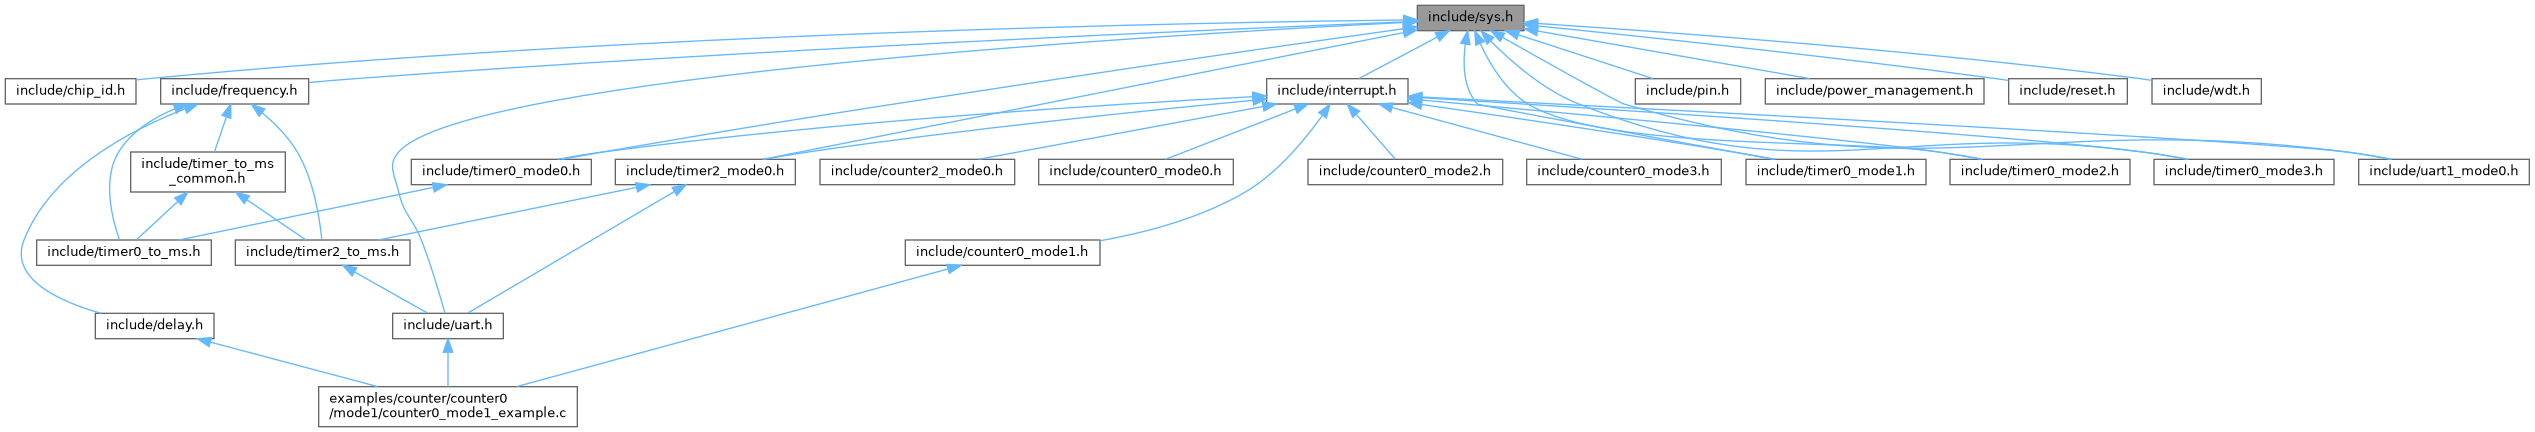 include/sys.h
include/chip_id.h
include/frequency.h
include/interrupt.h
include/pin.h
include/power_management.h
include/reset.h
include/wdt.h
include/timer_to_ms
_common.h
include/timer0_mode0.h
include/timer2_mode0.h
include/counter2_mode0.h
include/counter0_mode0.h
include/counter0_mode2.h
include/counter0_mode3.h
include/timer0_mode1.h
include/timer0_mode2.h
include/timer0_mode3.h
include/uart1_mode0.h
include/timer0_to_ms.h
include/timer2_to_ms.h
include/counter0_mode1.h
include/delay.h
include/uart.h
examples/counter/counter0
/mode1/counter0_mode1_example.c